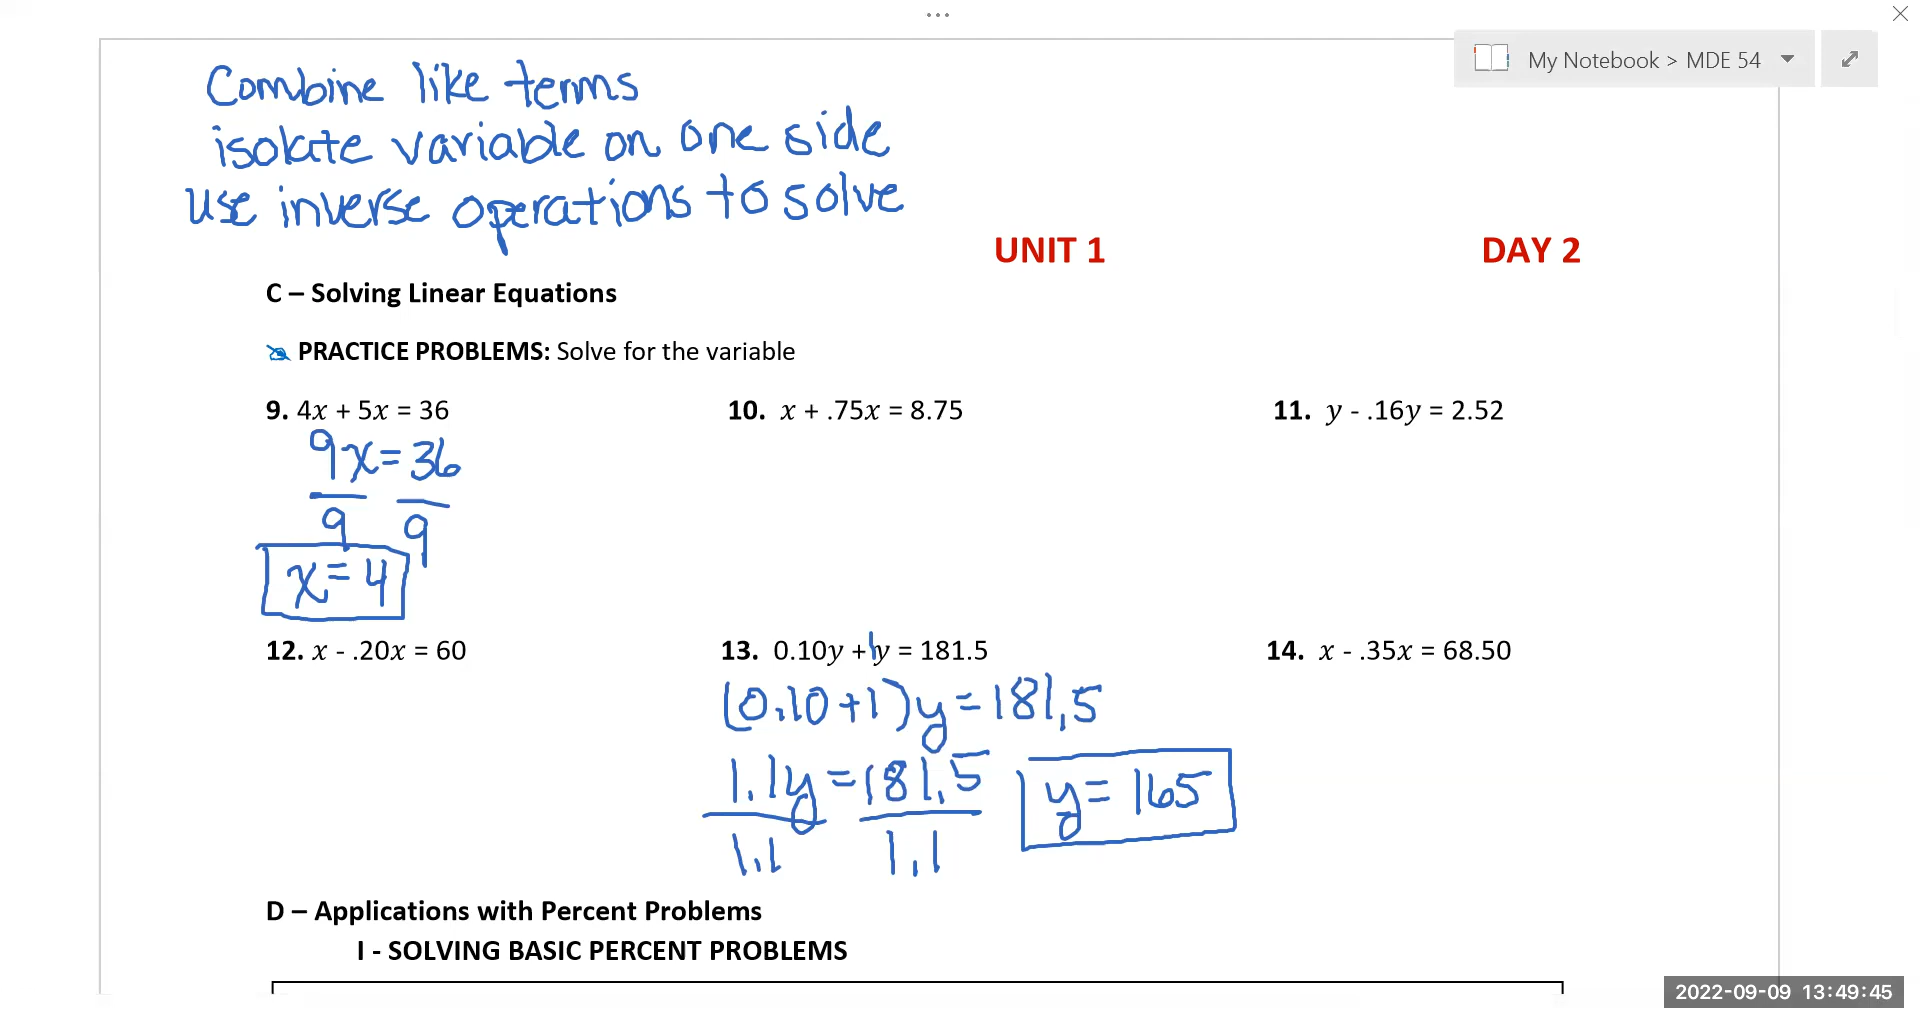 ...
My Notebook > MDE 54
Combine like terms
isolate variable on one side
use inverse operations to solve
UNIT 1 DAY 2
C – Solving Linear Equations
PRACTICE PROBLEMS: Solve for the variable
9. 4x + 5x = 36 10. x + .75x = 8.75 11. y - .16y = 2.52
9x = 36
9 9
x = 4
12. x - .20x = 60 13. 0.10y + 1y = 181.5 14. x - .35x = 68.50
(0.10+1)y = 181.5
1.1y = 181.5 y = 165
1.1 1.1
D – Applications with Percent Problems
I - SOLVING BASIC PERCENT PROBLEMS
2022-09-09 13:49:45